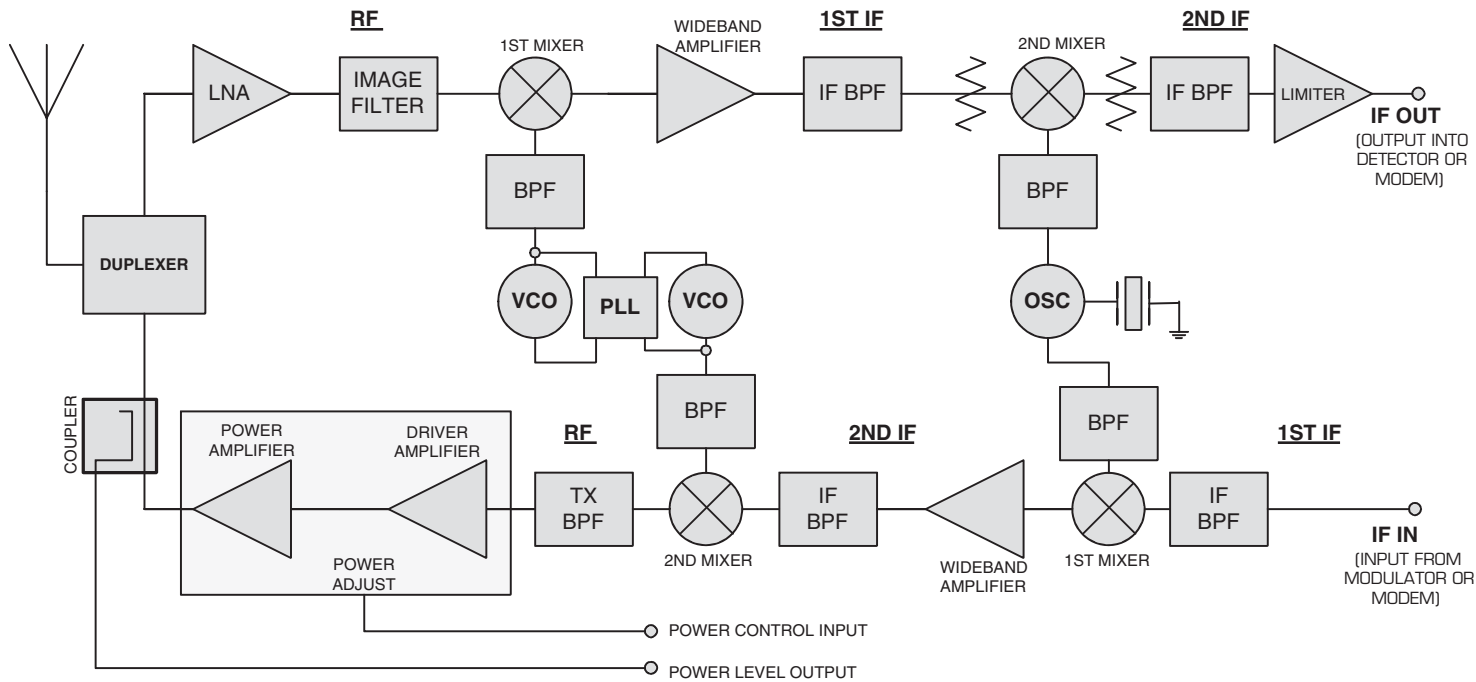 RF
1ST MIXER
WIDEBAND
AMPLIFIER
1ST IF
2ND MIXER
2ND IF
LNA
IMAGE
FILTER
IF BPF
IF BPF
LIMITER
IF OUT
(OUTPUT INTO
DETECTOR OR
MODEM)
BPF
BPF
DUPLEXER
VCO
PLL
VCO
OSC
COUPLER
POWER
AMPLIFIER
DRIVER
AMPLIFIER
RF
BPF
2ND IF
BPF
1ST IF
TX
BPF
2ND MIXER
IF
BPF
WIDEBAND
AMPLIFIER
1ST MIXER
IF
BPF
IF IN
(INPUT FROM
MODULATOR OR
MODEM)
POWER
ADJUST
POWER CONTROL INPUT
POWER LEVEL OUTPUT